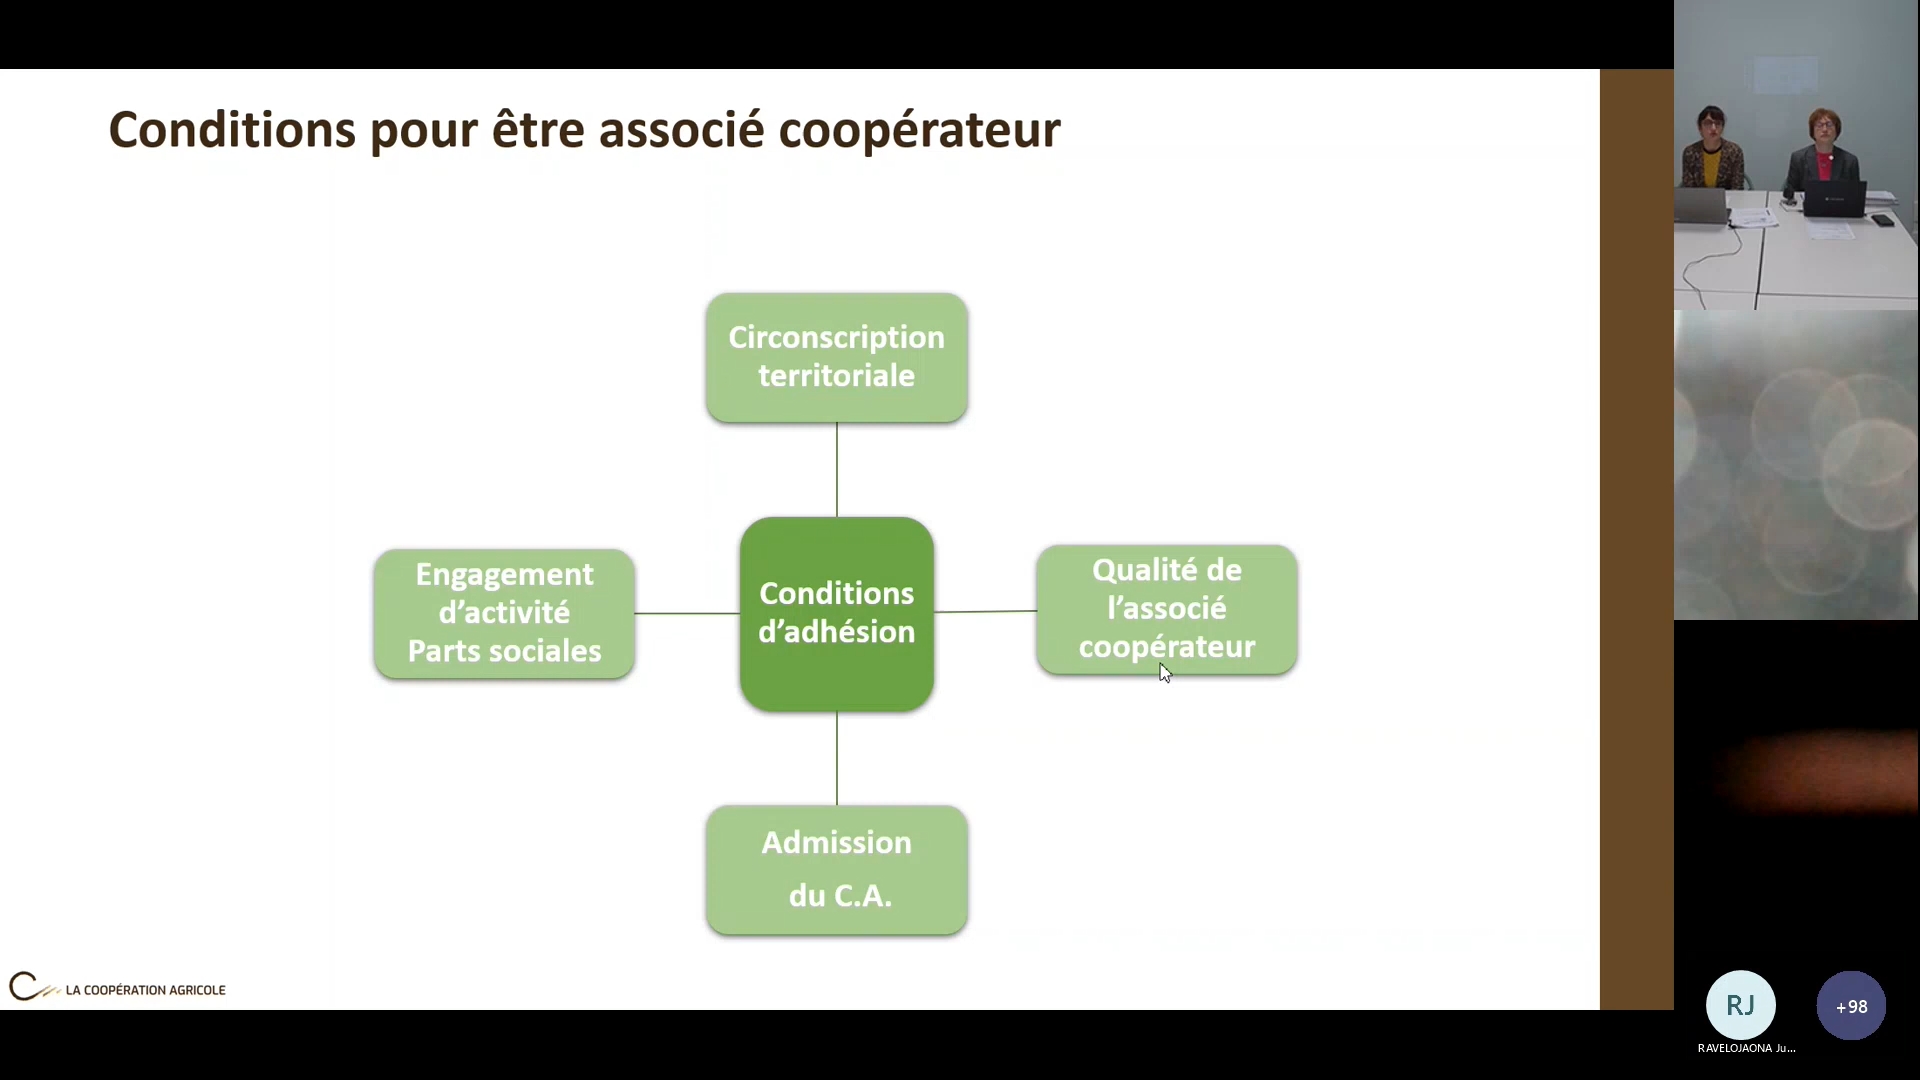 Conditions pour être associé coopérateur
Circonscription
territoriale
Engagement
d’activité
Parts sociales
Conditions
d’adhésion
Qualité de
l’associé
coopérateur
Admission
du C.A.
LA COOPÉRATION AGRICOLE
RJ
+98
RAVELOJAONA Ju...